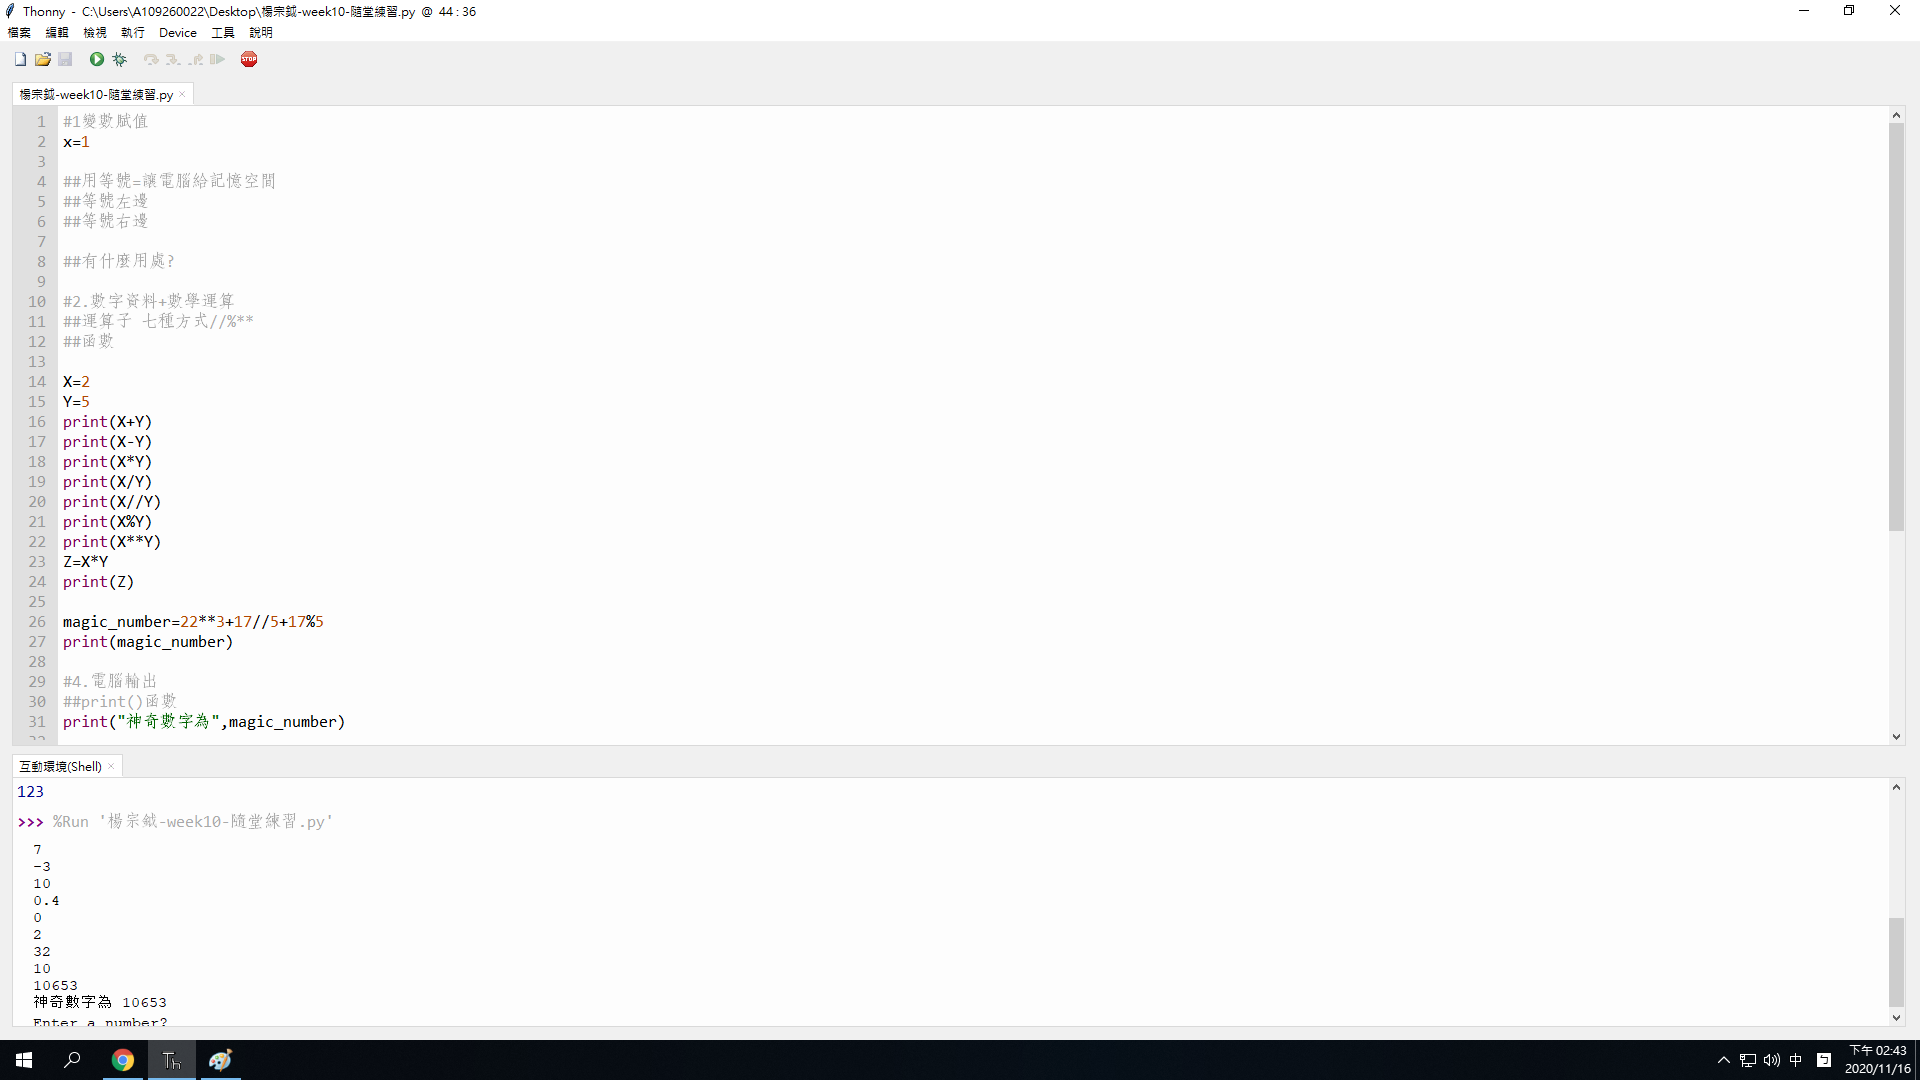 Thonny - C:\Users\A109260022\Desktop\楊宗鉞-week10-隨堂練習.py @ 44 : 36
檔案 編輯 檢視 執行 Device 工具 說明
STOP
楊宗鉞-week10-隨堂練習.py
1 #1變數賦值
2 x=1
3
4 ##用等號=讓電腦給記憶空間
5 ##等號左邊
6 ##等號右邊
7
8 ##有什麼用處?
9
10 #2.數字資料+數學運算
11 ##運算子 七種方式//%**
12 ##函數
13
14 X=2
15 Y=5
16 print(X+Y)
17 print(X-Y)
18 print(X*Y)
19 print(X/Y)
20 print(X//Y)
21 print(X%Y)
22 print(X**Y)
23 Z=X*Y
24 print(Z)
25
26 magic_number=22**3+17//5+17%5
27 print(magic_number)
28
29 #4.電腦輸出
30 ##print()函數
31 print("神奇數字為",magic_number)
32
互動環境(Shell)
123
>>> %Run '楊宗鉞-week10-隨堂練習.py'
7
-3
10
0.4
0
2
32
10
10653
神奇數字為 10653
Enter a number?
Th
中
下午 02:43
2020/11/16